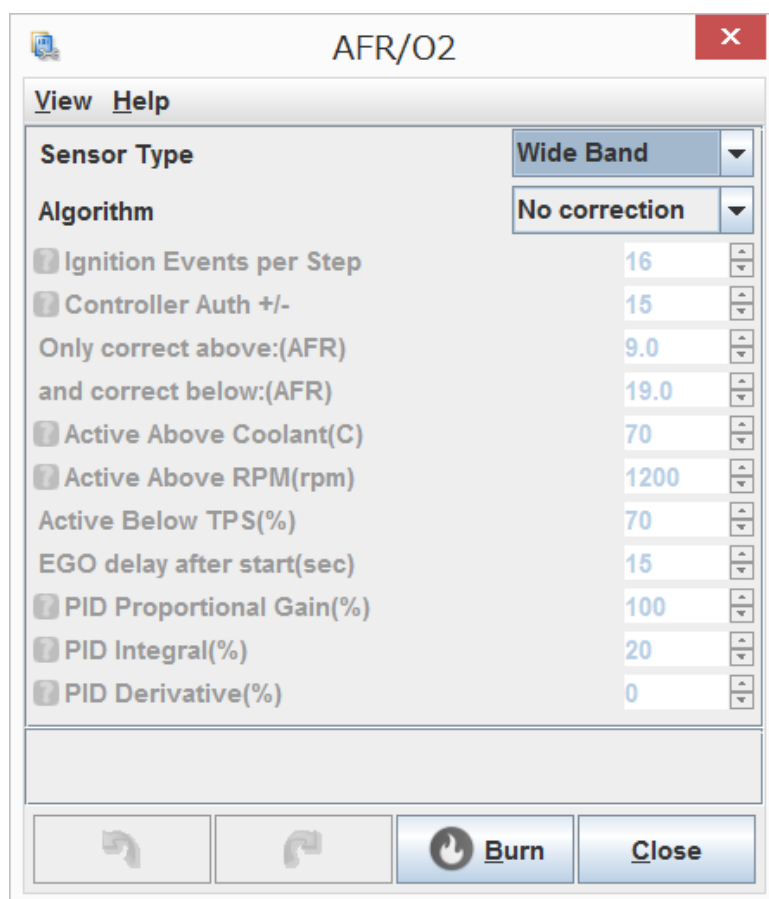 AFR/O2
View Help
Sensor Type Wide Band
Algorithm No correction
Ignition Events per Step 16
Controller Auth +/- 15
Only correct above:(AFR) 9.0
and correct below:(AFR) 19.0
Active Above Coolant(C) 70
Active Above RPM(rpm) 1200
Active Below TPS(%) 70
EGO delay after start(sec) 15
PID Proportional Gain(%) 100
PID Integral(%) 20
PID Derivative(%) 0
Burn Close